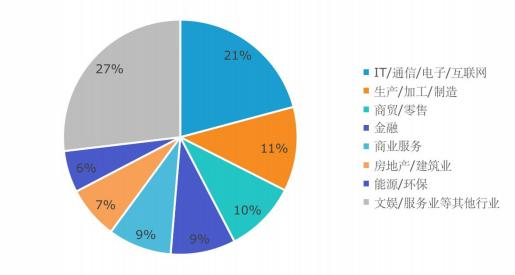 21%
11%
10%
9%
9%
7%
6%
27%
IT/通信/电子/互联网
生产/加工/制造
商贸/零售
金融
商业服务
房地产/建筑业
能源/环保
文娱/服务业等其他行业